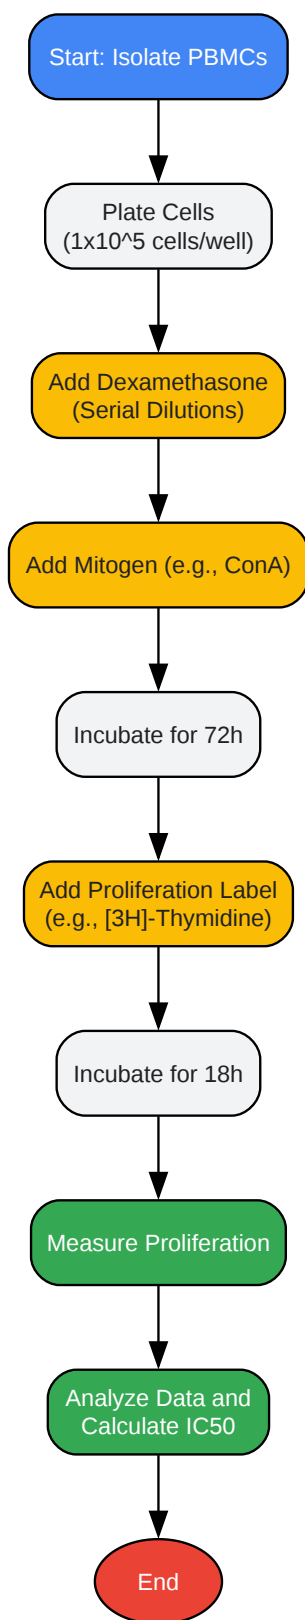 Start: Isolate PBMCs
Plate Cells
(1x10^5 cells/well)
Add Dexamethasone
(Serial Dilutions)
Add Mitogen (e.g., ConA)
Incubate for 72h
Add Proliferation Label
(e.g., [3H]-Thymidine)
Incubate for 18h
Measure Proliferation
Analyze Data and
Calculate IC50
End